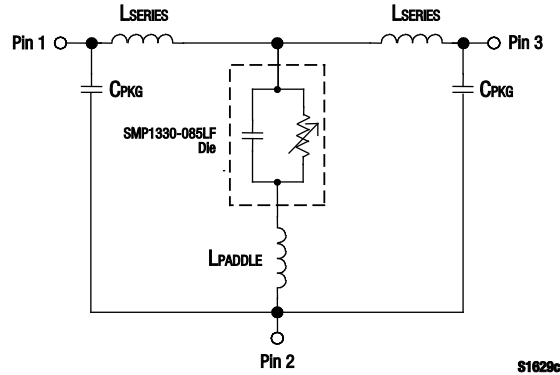 LSERIES
LSERIES
Pin 1
Pin 3
CPKG
CPKG
SMP1330-085LF
Die
LPADDLE
Pin 2
S1629c